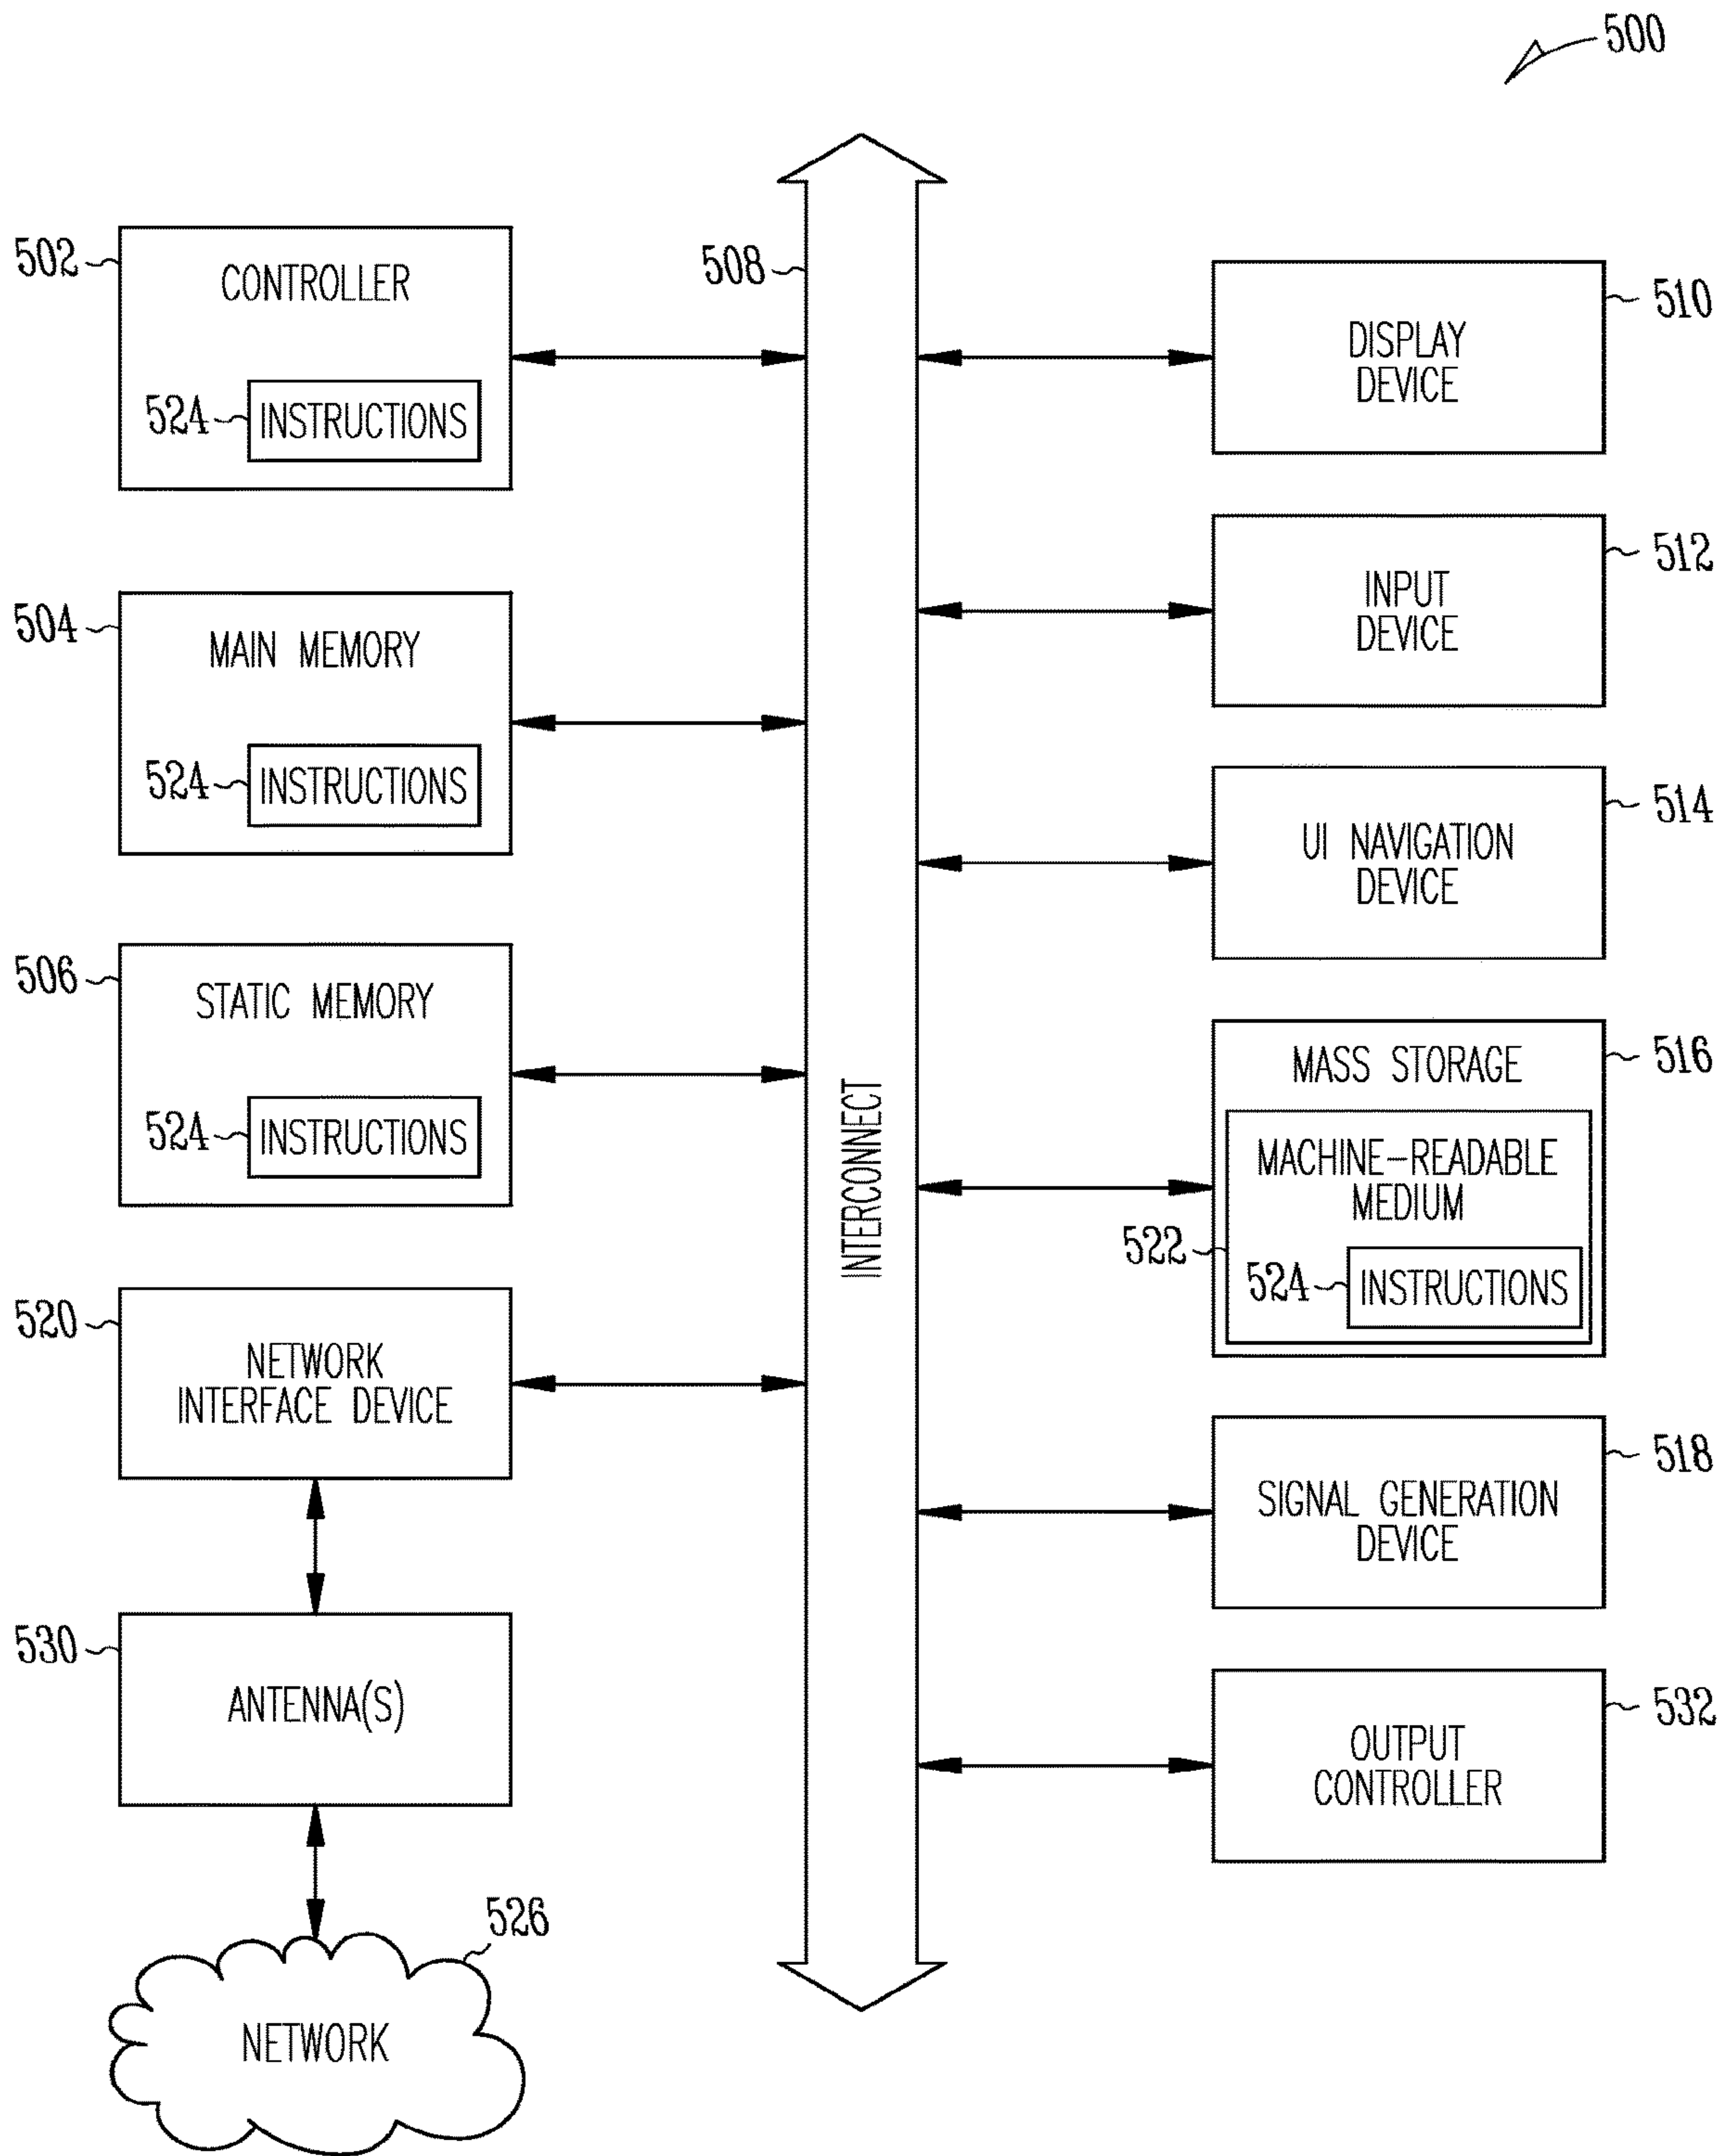 500
502
CONTROLLER
524
INSTRUCTIONS
504
MAIN MEMORY
524
INSTRUCTIONS
506
STATIC MEMORY
524
INSTRUCTIONS
520
NETWORK
INTERFACE DEVICE
530
ANTENNA(S)
526
NETWORK
508
INTERCONNECT
510
DISPLAY
DEVICE
512
INPUT
DEVICE
514
UI NAVIGATION
DEVICE
516
MASS STORAGE
MACHINE-READABLE
MEDIUM
522
524
INSTRUCTIONS
518
SIGNAL GENERATION
DEVICE
532
OUTPUT
CONTROLLER